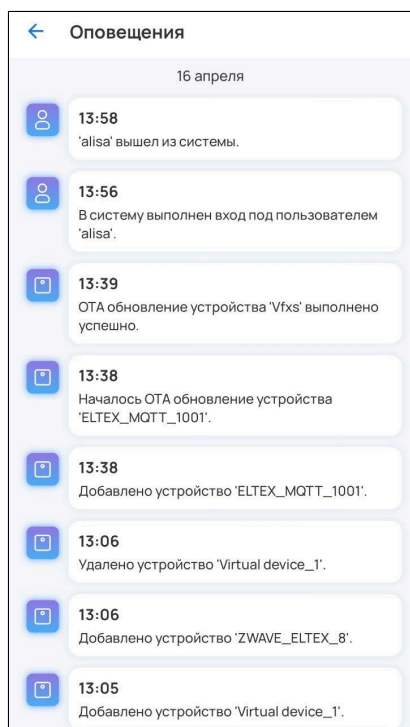 Оповещения
16 апреля
13:58
'alisa' вышел из системы.
13:56
В систему выполнен вход под пользователем
'alisa'.
13:39
OTA обновление устройства 'Vfxs' выполнено
успешно.
13:38
Началось OTA обновление устройства
'ELTEX_MQTT_1001'.
13:38
Добавлено устройство 'ELTEX_MQTT_1001'.
13:06
Удалено устройство 'Virtual device_1'.
13:06
Добавлено устройство 'ZWAVE_ELTEX_8'.
13:05
Добавлено устройство 'Virtual device_1'.